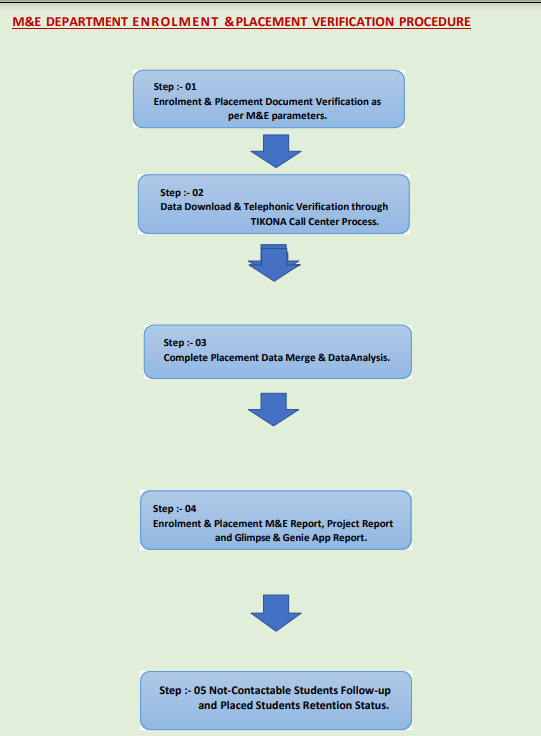 M&E DEPARTMENT ENROLMENT &PLACEMENT VERIFICATION PROCEDURE
Step :- 01
Enrolment & Placement Document Verification as
per M&E parameters.
Step :- 02
Data Download & Telephonic Verification through
TIKONA Call Center Process.
Step :- 03
Complete Placement Data Merge & DataAnalysis.
Step :- 04
Enrolment & Placement M&E Report, Project Report
and Glimpse & Genie App Report.
Step :- 05 Not-Contactable Students Follow-up
and Placed Students Retention Status.